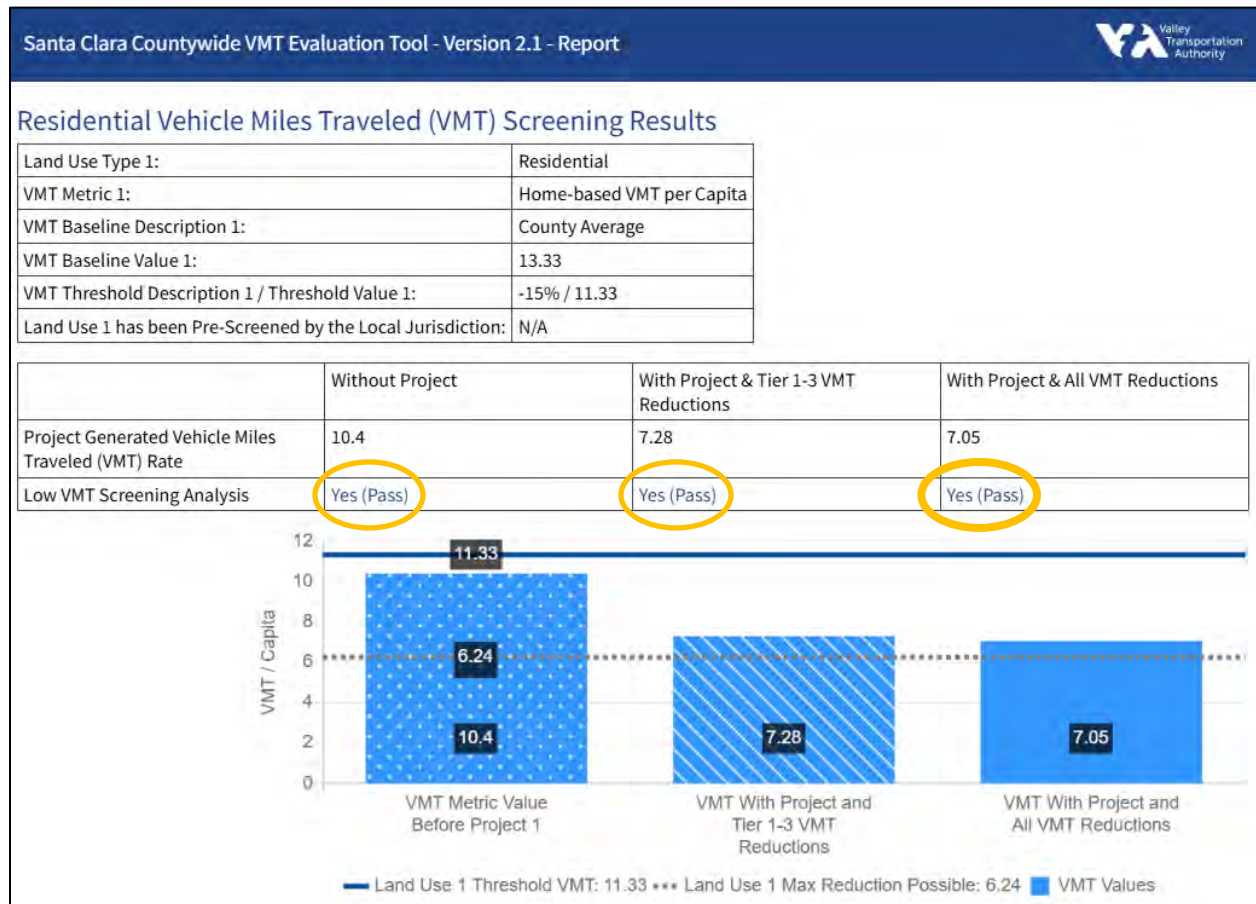 Santa Clara Countywide VMT Evaluation Tool - Version 2.1 - Report
Valley
Transportation
Authority
Residential Vehicle Miles Traveled (VMT) Screening Results
Land Use Type 1: Residential
VMT Metric 1: Home-based VMT per Capita
VMT Baseline Description 1: County Average
VMT Baseline Value 1: 13.33
VMT Threshold Description 1 / Threshold Value 1: -15% / 11.33
Land Use 1 has been Pre-Screened by the Local Jurisdiction: N/A
Without Project With Project & Tier 1-3 VMT With Project & All VMT Reductions
Reductions
Project Generated Vehicle Miles 10.4 7.28 7.05
Traveled (VMT) Rate
Low VMT Screening Analysis Yes (Pass) Yes (Pass) Yes (Pass)
12
11.33
10
8
6.24
6
4
10.4 7.28 7.05
2
0
VMT / Capita
VMT Metric Value VMT With Project and VMT With Project and
Before Project 1 Tier 1-3 VMT All VMT Reductions
Reductions
Land Use 1 Threshold VMT: 11.33 Land Use 1 Max Reduction Possible: 6.24 VMT Values